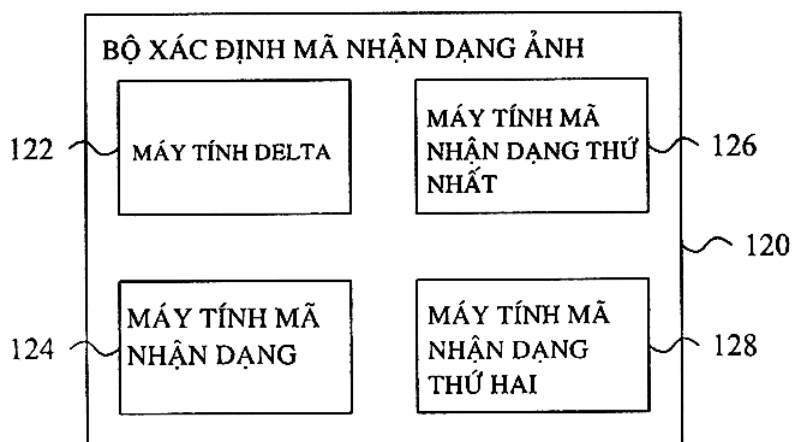 BỘ XÁC ĐỊNH MÃ NHẬN DẠNG ẢNH
122
MÁY TÍNH DELTA
MÁY TÍNH MÃ
NHẬN DẠNG THỨ
NHẤT
126
120
124
MÁY TÍNH MÃ
NHẬN DẠNG
MÁY TÍNH MÃ
NHẬN DẠNG
THỨ HAI
128